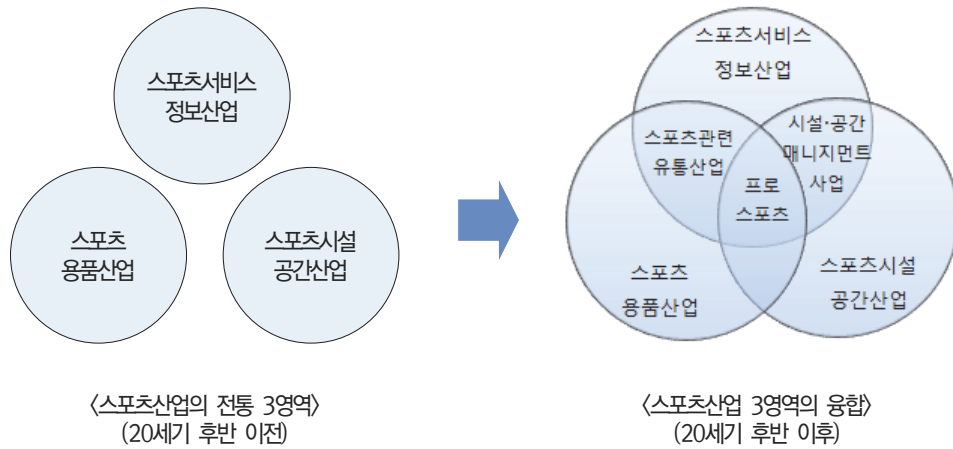 스포츠서비스
정보산업
스포츠
용품산업
스포츠시설
공간산업
〈스포츠산업의 전통 3영역〉
(20세기 후반 이전)
스포츠서비스
정보산업
스포츠관련
유통산업
시설·공간
매니지먼트
사업
프로
스포츠
스포츠
용품산업
스포츠시설
공간산업
〈스포츠산업 3영역의 융합〉
(20세기 후반 이후)